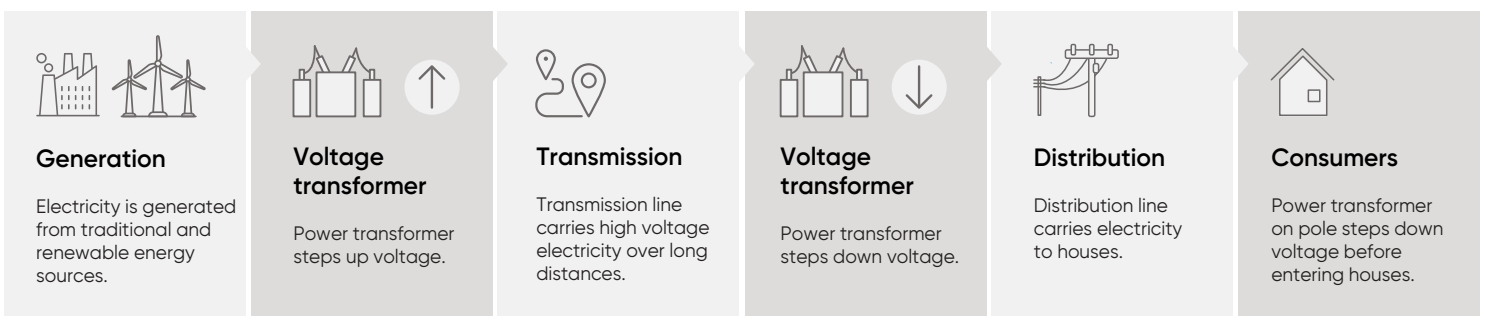 Generation
Electricity is generated
from traditional and
renewable energy
sources.
Voltage
transformer
Power transformer
steps up voltage.
Transmission
Transmission line
carries high voltage
electricity over long
distances.
Voltage
transformer
Power transformer
steps down voltage.
Distribution
Distribution line
carries electricity
to houses.
Consumers
Power transformer
on pole steps down
voltage before
entering houses.